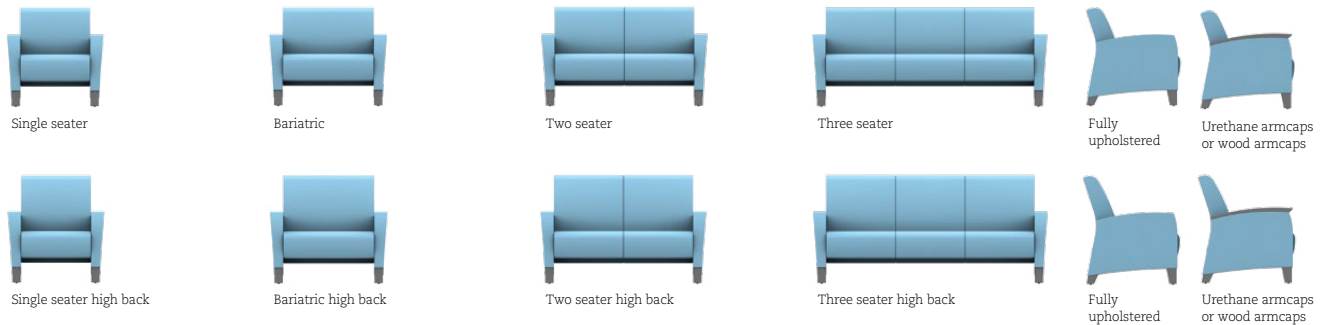 Single seater
Bariatric
Two seater
Three seater
Fully
upholstered
Urethane armcaps
or wood armcaps
Single seater high back
Bariatric high back
Two seater high back
Three seater high back
Fully
upholstered
Urethane armcaps
or wood armcaps